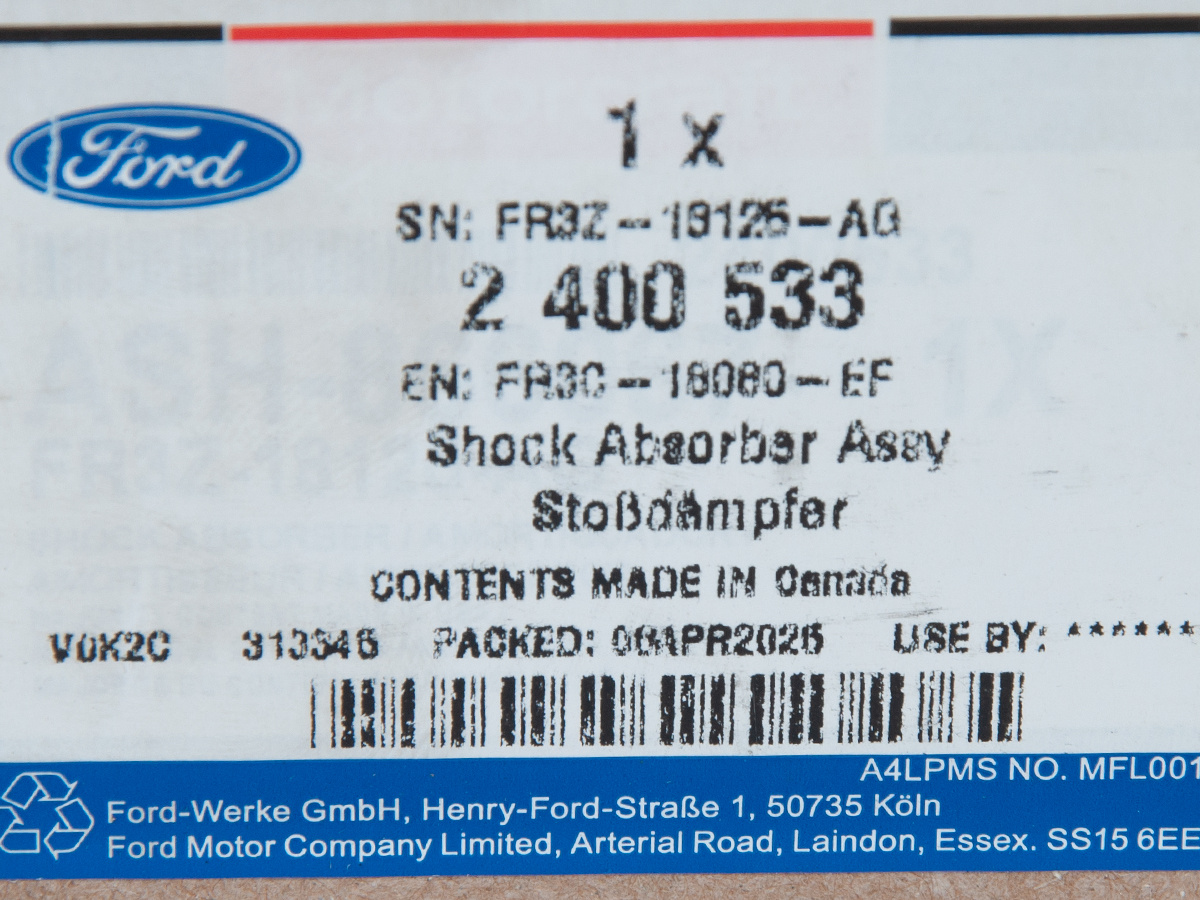 Ford
1 x
SN: FR3Z-18125-AG
2 400 533
EN: FR3C-18080-EF
Shock Absorber Assy
Stoßdämpfer
CONTENTS MADE IN Canada
V0K2C PACKED: USE BY: ******
A4LPMS NO. MFL001
Ford-Werke GmbH, Henry-Ford-Straße 1, 50735 Köln
Ford Motor Company Limited, Arterial Road, Laindon, Essex. SS15 6EE